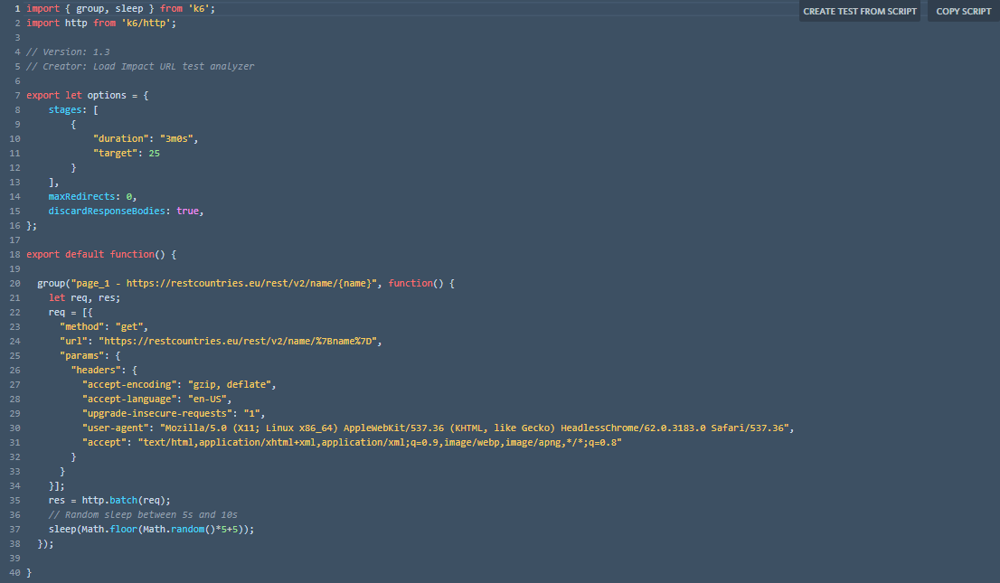 1 import { group, sleep } from 'k6';
CREATE TEST FROM SCRIPT
COPY SCRIPT
2 import http from 'k6/http';
3
4 // Version: 1.3
5 // Creator: Load Impact URL test analyzer
6
7 export let options = {
8     stages: [
9         {
10             "duration": "3m0s",
11             "target": 25
12         }
13     ],
14     maxRedirects: 0,
15     discardResponseBodies: true,
16 };
17
18 export default function() {
19
20   group("page_1 - https://restcountries.eu/rest/v2/name/{name}", function() {
21     let req, res;
22     req = [{
23       "method": "get",
24       "url": "https://restcountries.eu/rest/v2/name/%7Bname%7D",
25       "params": {
26         "headers": {
27           "accept-encoding": "gzip, deflate",
28           "accept-language": "en-US",
29           "upgrade-insecure-requests": "1",
30           "user-agent": "Mozilla/5.0 (X11; Linux x86_64) AppleWebKit/537.36 (KHTML, like Gecko) HeadlessChrome/62.0.3183.0 Safari/537.36",
31           "accept": "text/html,application/xhtml+xml,application/xml;q=0.9,image/webp,image/apng,*/*;q=0.8"
32         }
33       }
34     }];
35     res = http.batch(req);
36     // Random sleep between 5s and 10s
37     sleep(Math.floor(Math.random()*5+5));
38   });
39
40 }